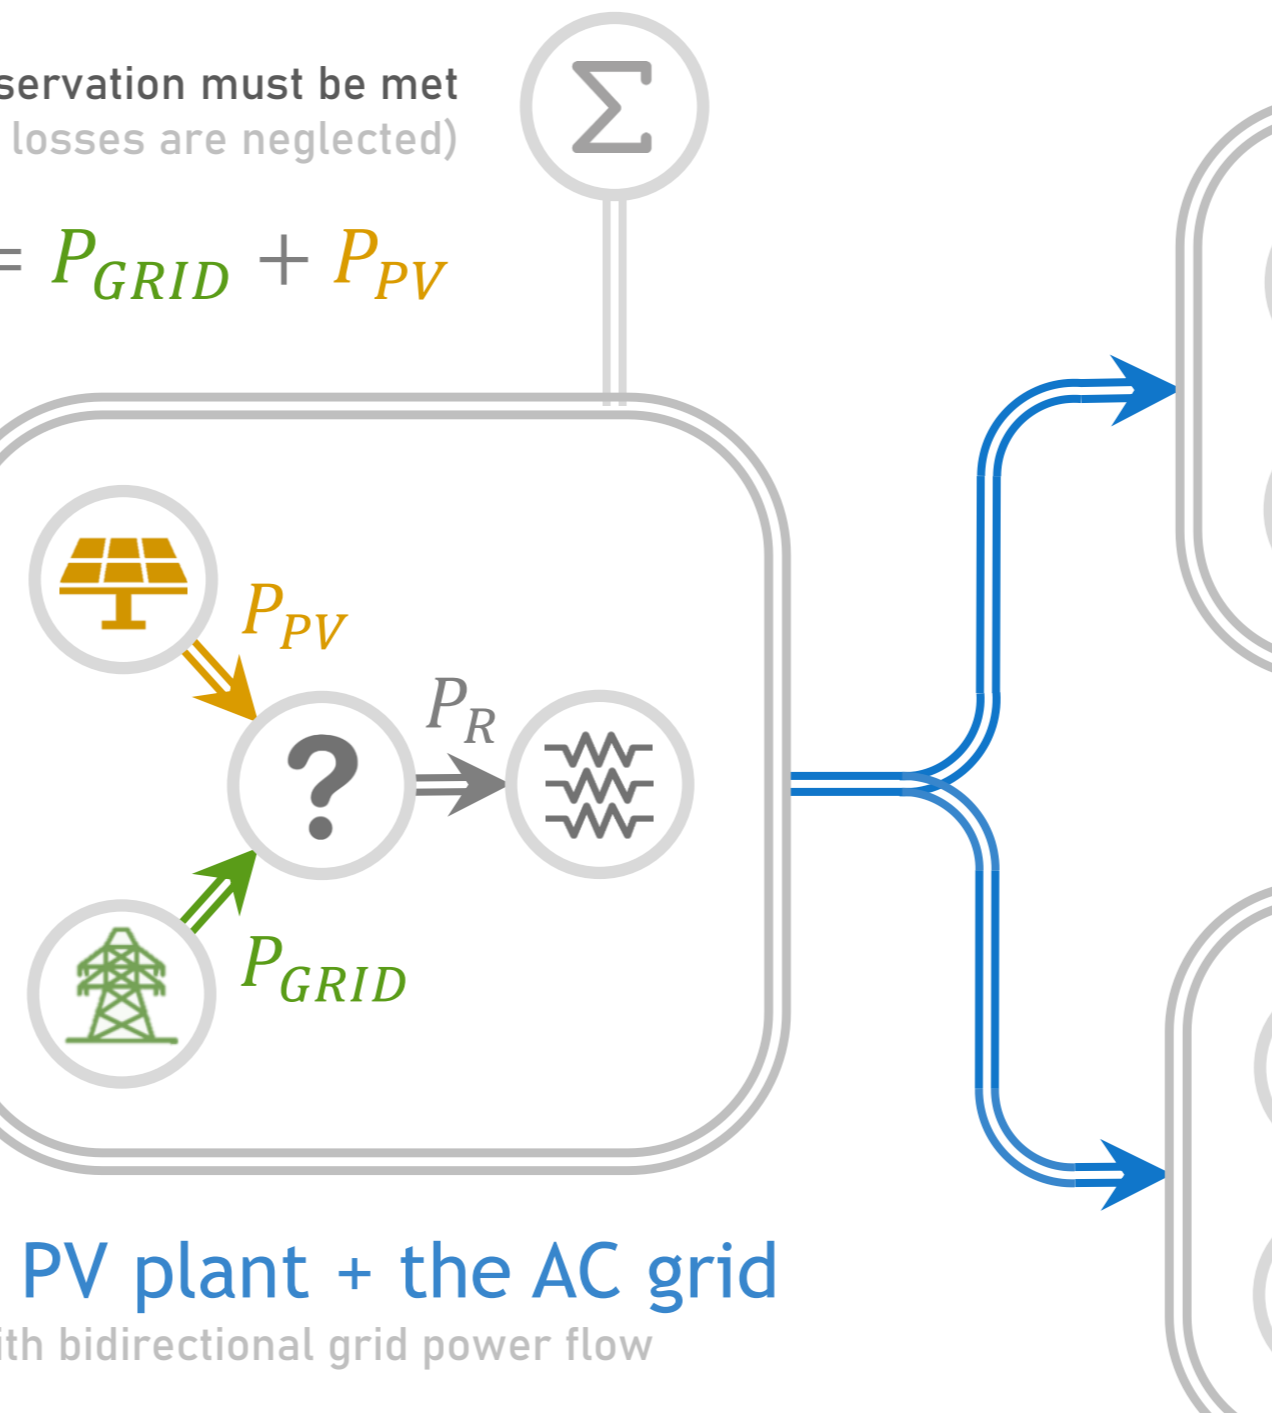 servation must be met
losses are neglected)
Σ
= P_GRID + P_PV
P_PV
P_R
?
P_GRID
PV plant + the AC grid
ith bidirectional grid power flow